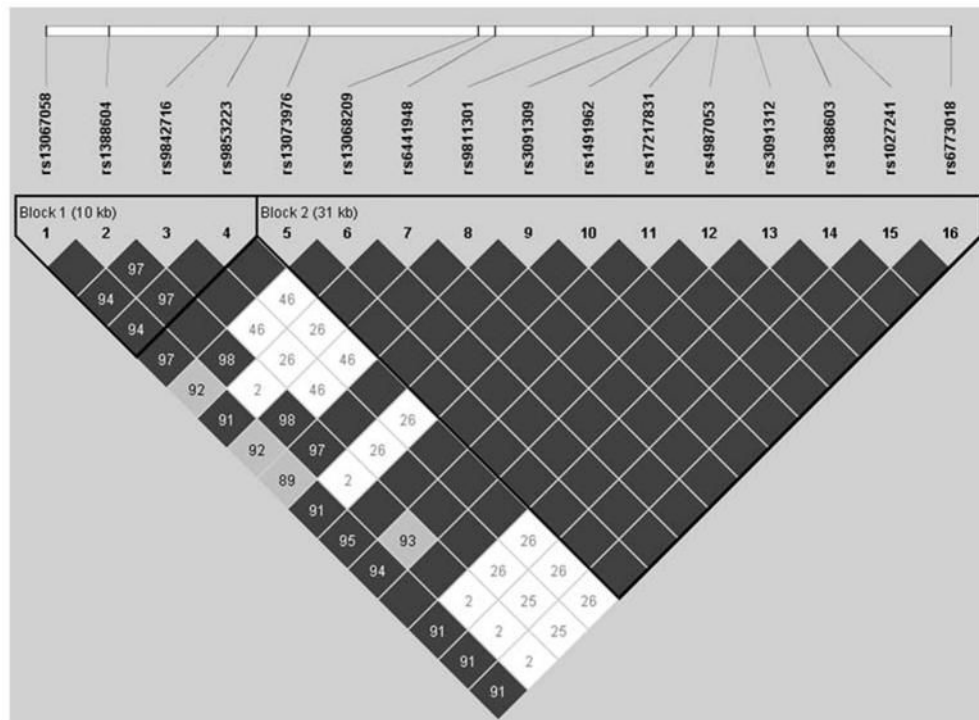 rs13067058
rs1388604
rs9842716
rs9853223
rs13073976
rs13068209
rs6441948
rs9811301
rs3091309
rs1491962
rs17217831
rs4987053
rs3091312
rs1388603
rs1027241
rs6773018
Block 1 (10 kb) Block 2 (31 kb)
1 2 3 4 5 6 7 8 9 10 11 12 13 14 15 16
97
94 97 46
94 46 26
97 98 26 46
92 2 46
91 98 26
92 97 26
89 2
91
95 93 26
94 26 26
2 25 26
91 2 25
91 2
91